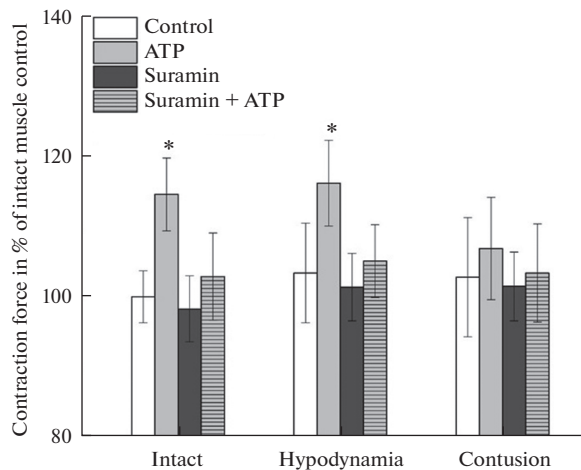 Contraction force in % of intact muscle control
140
120
100
80
Control
ATP
Suramin
Suramin + ATP
*
*
Intact
Hypodynamia
Contusion